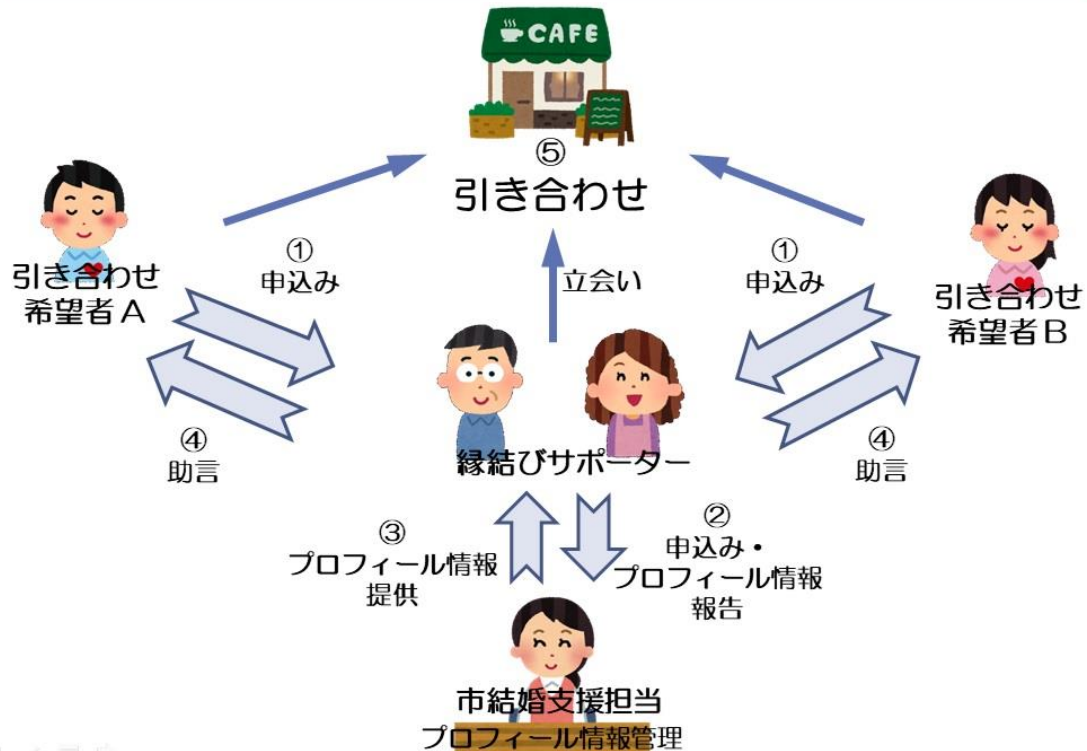 CAFE
⑤
引き合わせ
引き合わせ
希望者A
①
申込み
立会い
①
申込み
引き合わせ
希望者B
④
助言
縁結びサポーター
④
助言
③
プロフィール情報
提供
②
申込み・
プロフィール情報
報告
市結婚支援担当
プロフィール情報管理